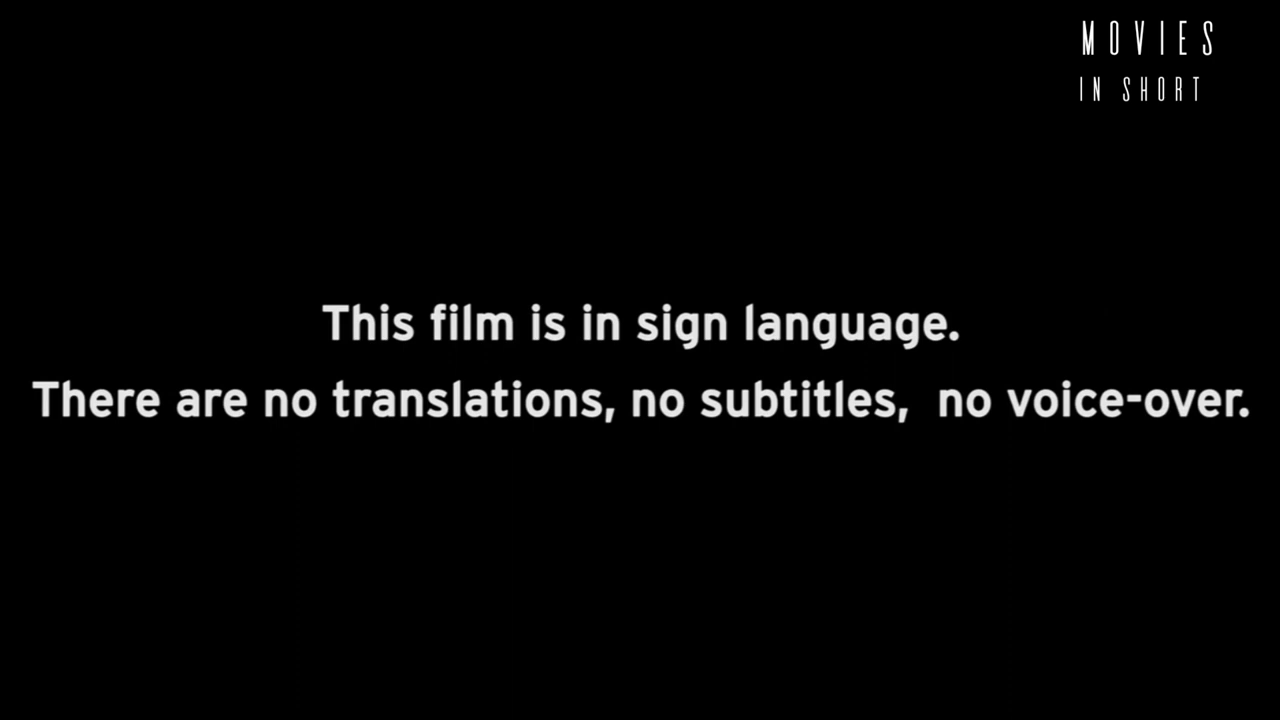 MOVIES
IN SHORT
This film is in sign language.
There are no translations, no subtitles,  no voice-over.